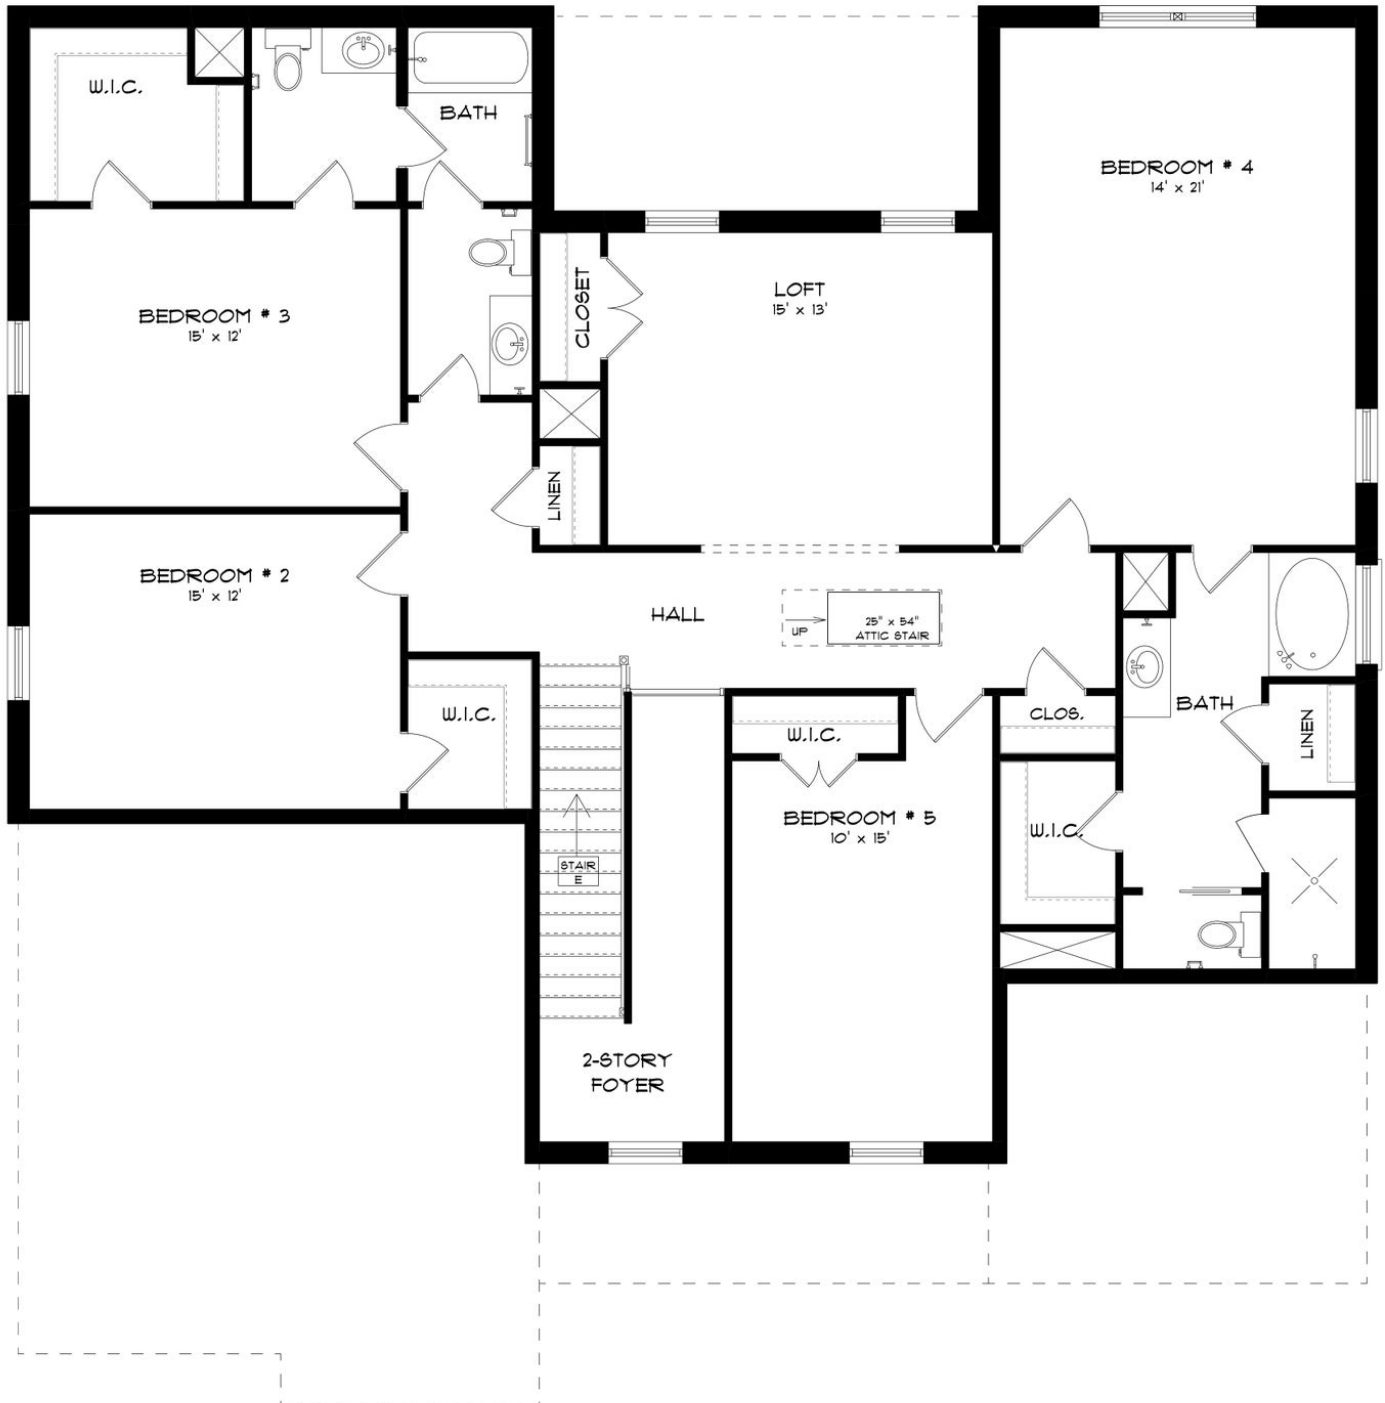 W.I.C.
BATH
BEDROOM # 4
14' x 21'
BEDROOM # 3
15' x 12'
CLOSET
LOFT
15' x 13'
LINEN
BEDROOM # 2
15' x 12'
HALL
UP
25" x 54"
ATTIC STAIR
W.I.C.
W.I.C.
CLOS.
BATH
LINEN
BEDROOM # 5
10' x 15'
W.I.C.
STAIR
E
2-STORY
FOYER